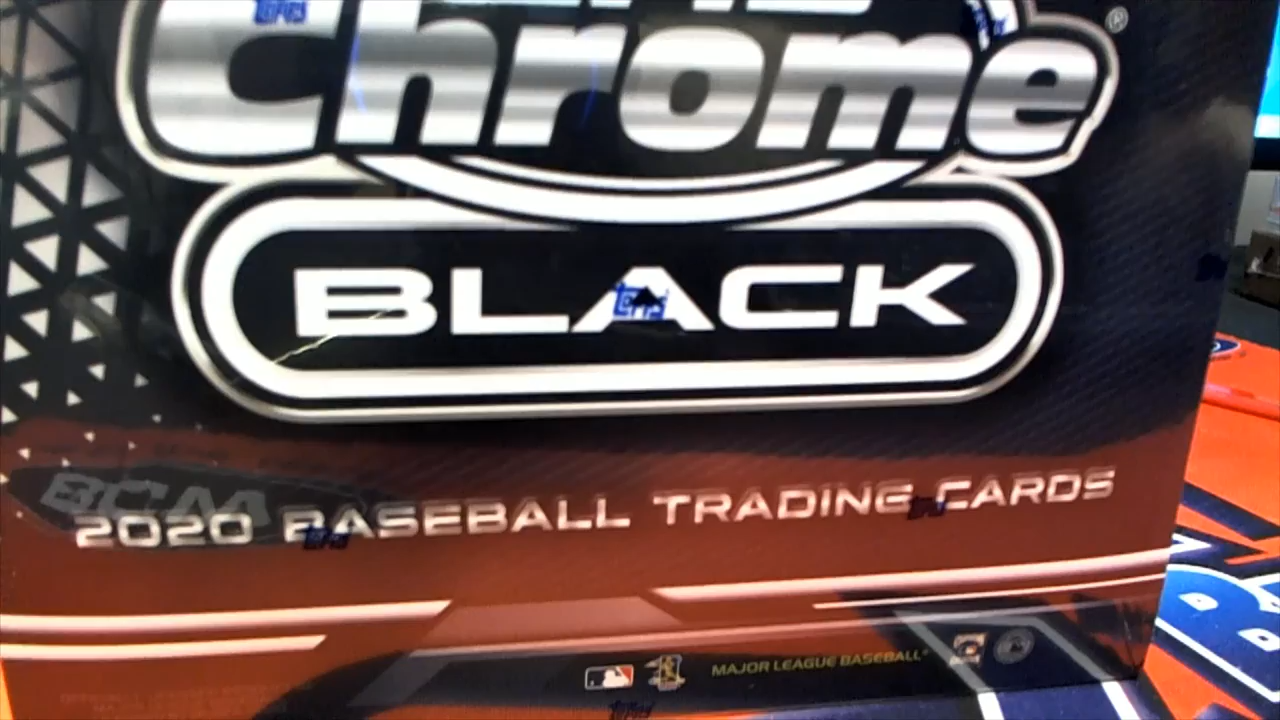 Chrome®
BLACK
2020 BASEBALL TRADING CARDS
MAJOR LEAGUE BASEBALL®